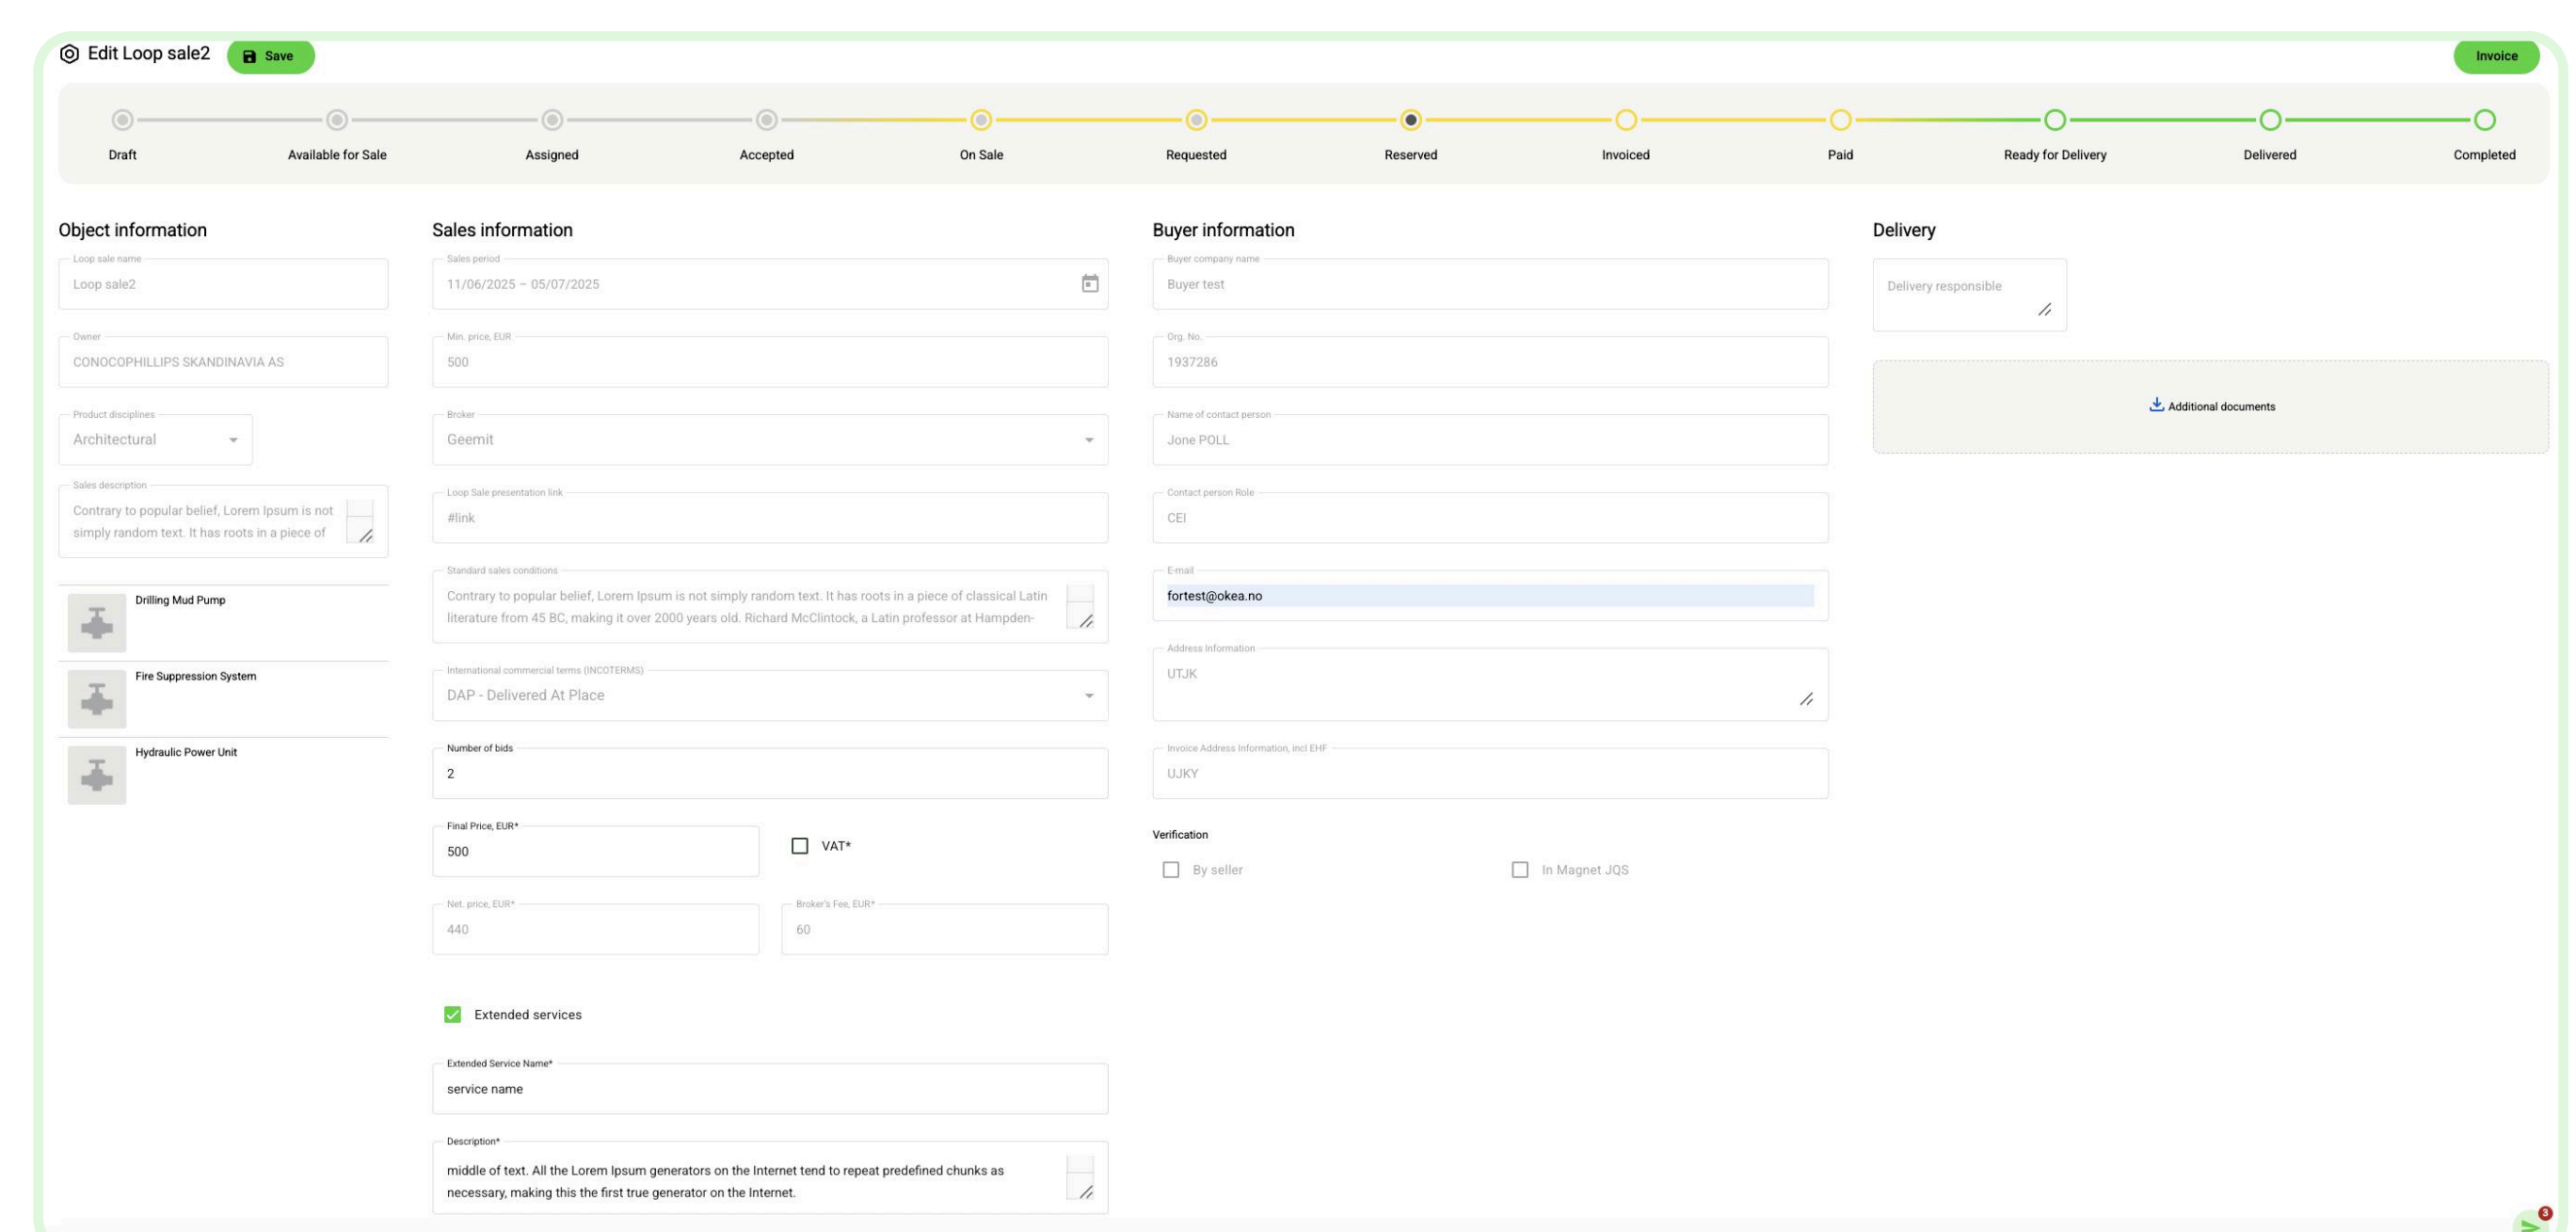 Edit Loop sale2
Save
Invoice
Draft
Available for Sale
Assigned
Accepted
On Sale
Requested
Reserved
Invoiced
Paid
Ready for Delivery
Delivered
Completed
Object information
Loop sale name
Loop sale2
Owner
CONOCOPHILLIPS SKANDINAVIA AS
Product disciplines
Architectural
Sales description
Contrary to popular belief, Lorem Ipsum is not
simply random text. It has roots in a piece of
Drilling Mud Pump
Fire Suppression System
Hydraulic Power Unit
Sales information
Sales period
11/06/2025 – 05/07/2025
Min. price, EUR
500
Broker
Geemit
Loop Sale presentation link
#link
Standard sales conditions
Contrary to popular belief, Lorem Ipsum is not simply random text. It has roots in a piece of classical Latin
literature from 45 BC, making it over 2000 years old. Richard McClintock, a Latin professor at Hampden-
International commercial terms (INCOTERMS)
DAP - Delivered At Place
Number of bids
2
Final Price, EUR*
500
VAT*
Net. price, EUR*
440
Broker's Fee, EUR*
60
Extended services
Extended Service Name*
service name
Description*
middle of text. All the Lorem Ipsum generators on the Internet tend to repeat predefined chunks as
necessary, making this the first true generator on the Internet.
Buyer information
Buyer company name
Buyer test
Org. No.
1937286
Name of contact person
Jone POLL
Contact person Role
CEI
E-mail
fortest@okea.no
Address Information
UTJK
Invoice Address Information, incl EHF
UJKY
Verification
By seller
In Magnet JQS
Delivery
Delivery responsible
Additional documents
3